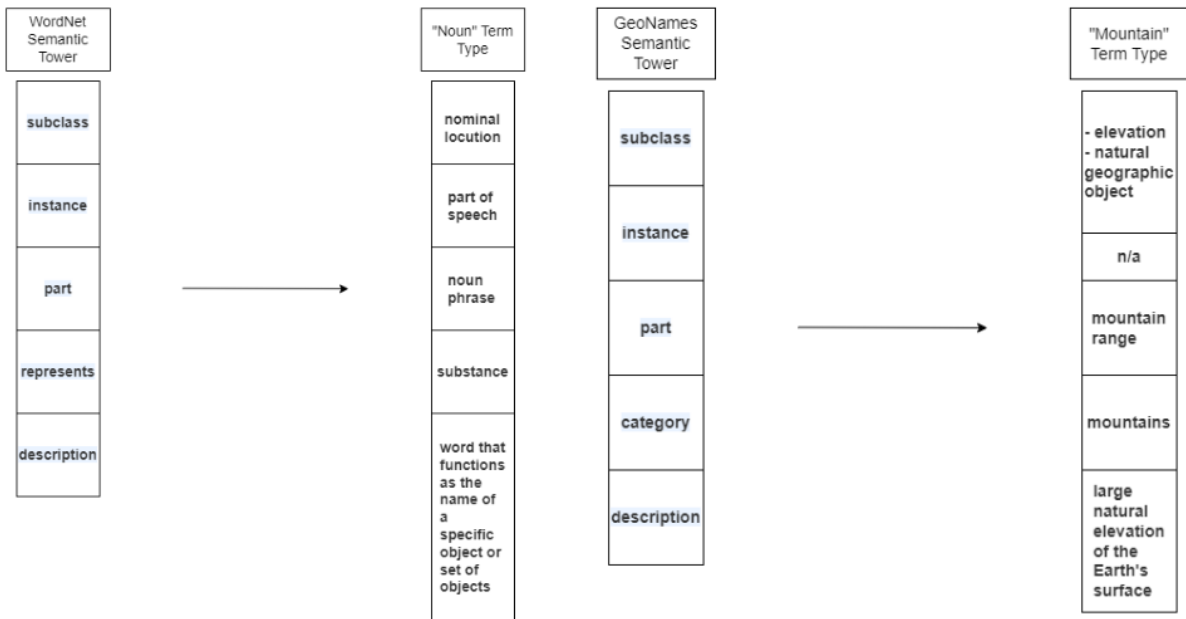 WordNet
Semantic
Tower
subclass
instance
part
represents
description
"Noun" Term
Type
nominal
locution
part of
speech
noun
phrase
substance
word that
functions
as the
name of
a
specific
object or
set of
objects
GeoNames
Semantic
Tower
subclass
instance
part
category
description
"Mountain"
Term Type
- elevation
- natural
geographic
object
n/a
mountain
range
mountains
large
natural
elevation
of the
Earth's
surface